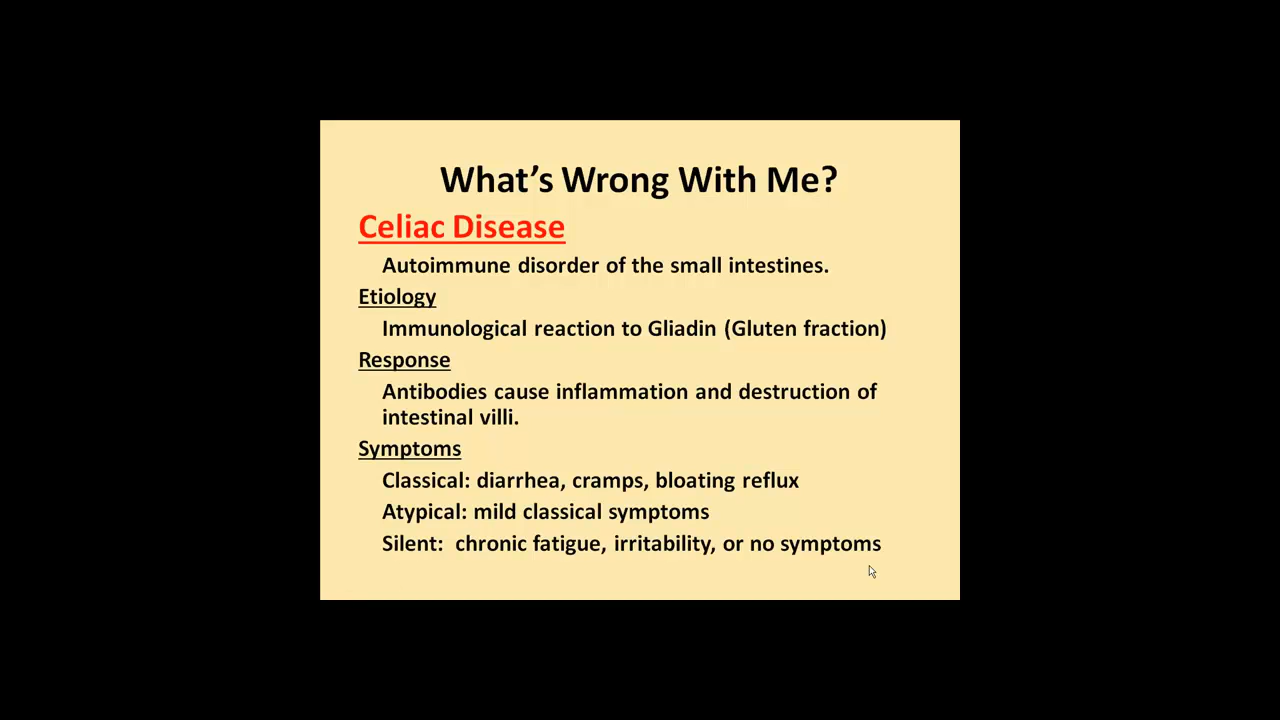 What's Wrong With Me?
Celiac Disease
Autoimmune disorder of the small intestines.
Etiology
Immunological reaction to Gliadin (Gluten fraction)
Response
Antibodies cause inflammation and destruction of
intestinal villi.
Symptoms
Classical: diarrhea, cramps, bloating reflux
Atypical: mild classical symptoms
Silent:  chronic fatigue, irritability, or no symptoms